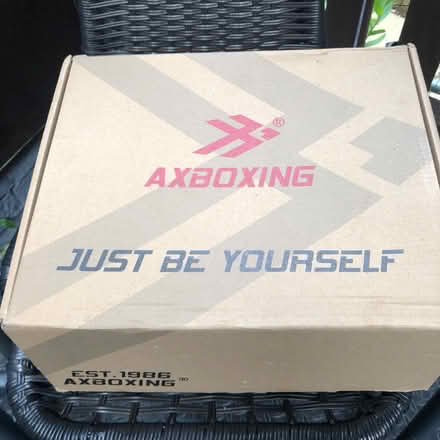 ®
AXBOXING
JUST BE YOURSELF
EST.1986
AXBOXING ®